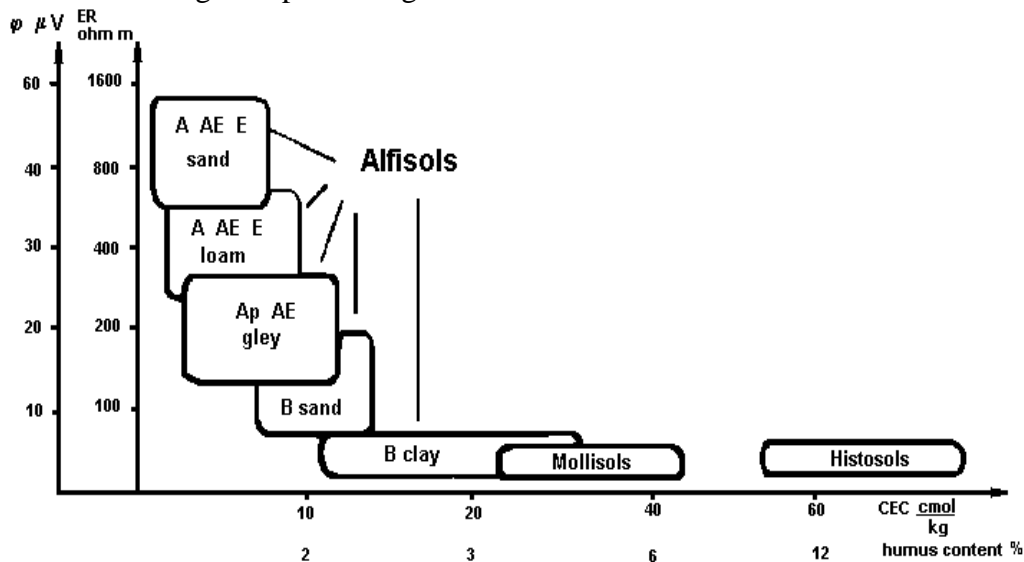 φ μV ER
ohm m
60 1600
A AE E
sand
Alfisols
40 800
A AE E
loam
30 400
Ap AE
gley
20 200
B sand
10 100
B clay
Mollisols
Histosols
10 20 40 60 CEC cmol
kg
2 3 6 12 humus content %